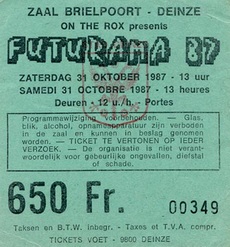 ZAAL BRIELPOORT - DEINZE
ON THE ROX presents
FUTURAMA 87
ZATERDAG 31 OKTOBER 1987 - 13 uur
SAMEDI 31 OCTOBRE 1987 - 13 heures
Deuren - 12 u./h. - Portes
Programmawijziging voorbehouden. — Glas,
blik, alcohol, opnameapparatuur zijn verboden
en de zaal en kunnen in beslag genomen
worden. — TICKET TE VERTONEN OP IEDER
VERZOEK. — De organisatie is niet verant-
woordelijk voor gebeurlijke ongevallen, diefstal
of schade.
650 Fr.
00349
Taksen en B.T.W. inbegr. - Taxes et T.V.A. compr.
TICKETS VOET - 9800 DEINZE